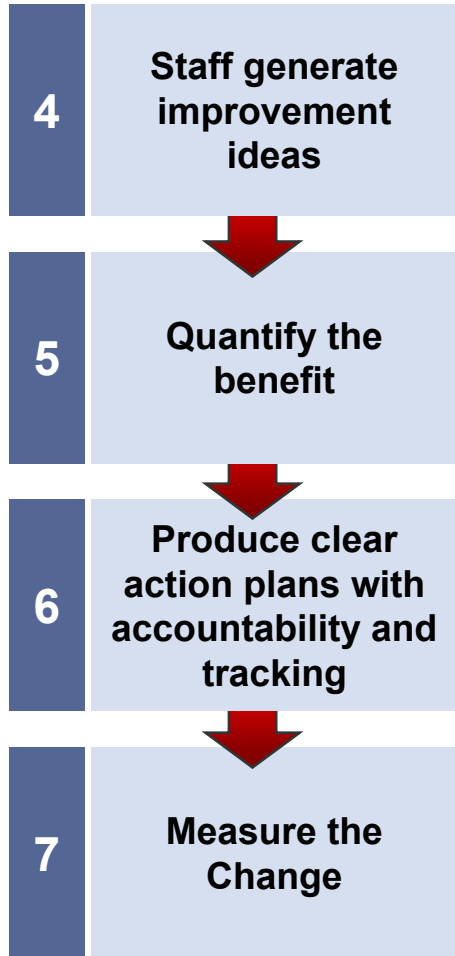 4
Staff generate
improvement
ideas
5
Quantify the
benefit
6
Produce clear
action plans with
accountability and
tracking
7
Measure the
Change